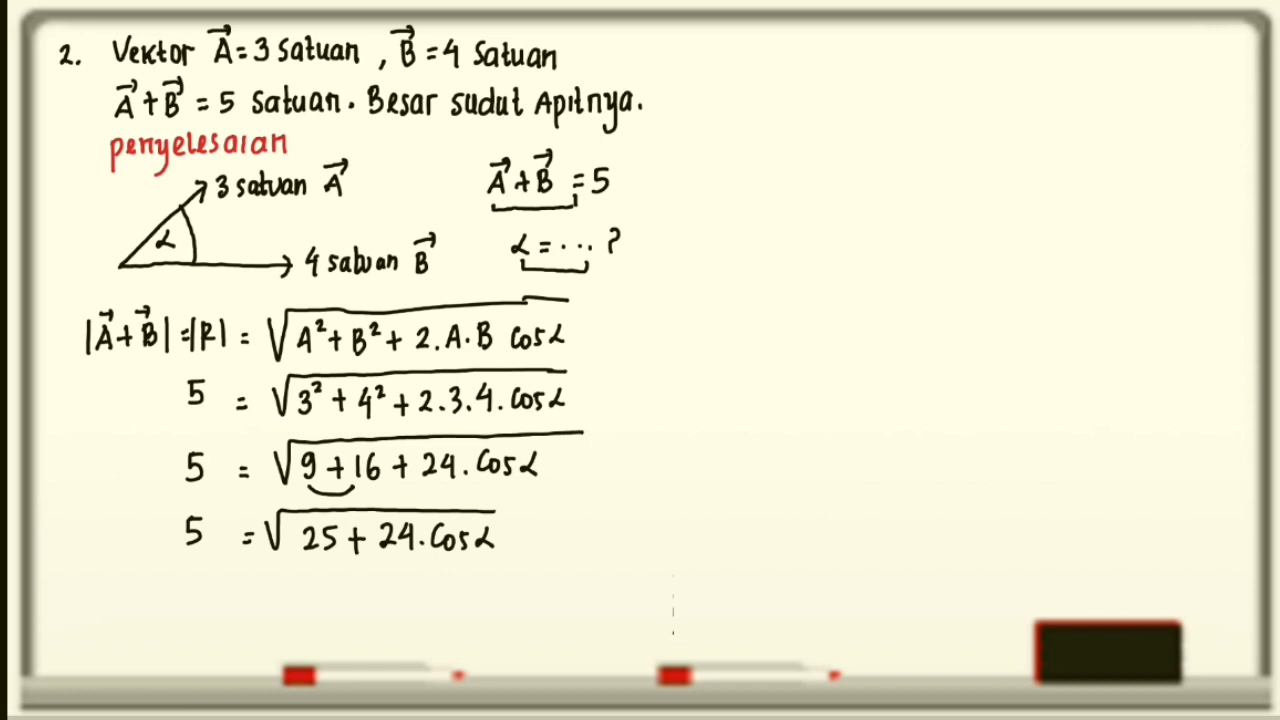 2. Vektor A⃗ = 3 satuan , B⃗ = 4 Satuan
A⃗ + B⃗ = 5 Satuan. Besar sudut Apitnya.
penyelesaian
3 satuan A⃗
4 satuan B⃗
α
A⃗ + B⃗ = 5
α = ... ?
|A⃗ + B⃗| = |R| = √(A² + B² + 2.A.B Cos α)
5 = √(3² + 4² + 2.3.4. Cos α)
5 = √(9 + 16 + 24. Cos α)
5 = √(25 + 24. Cos α)